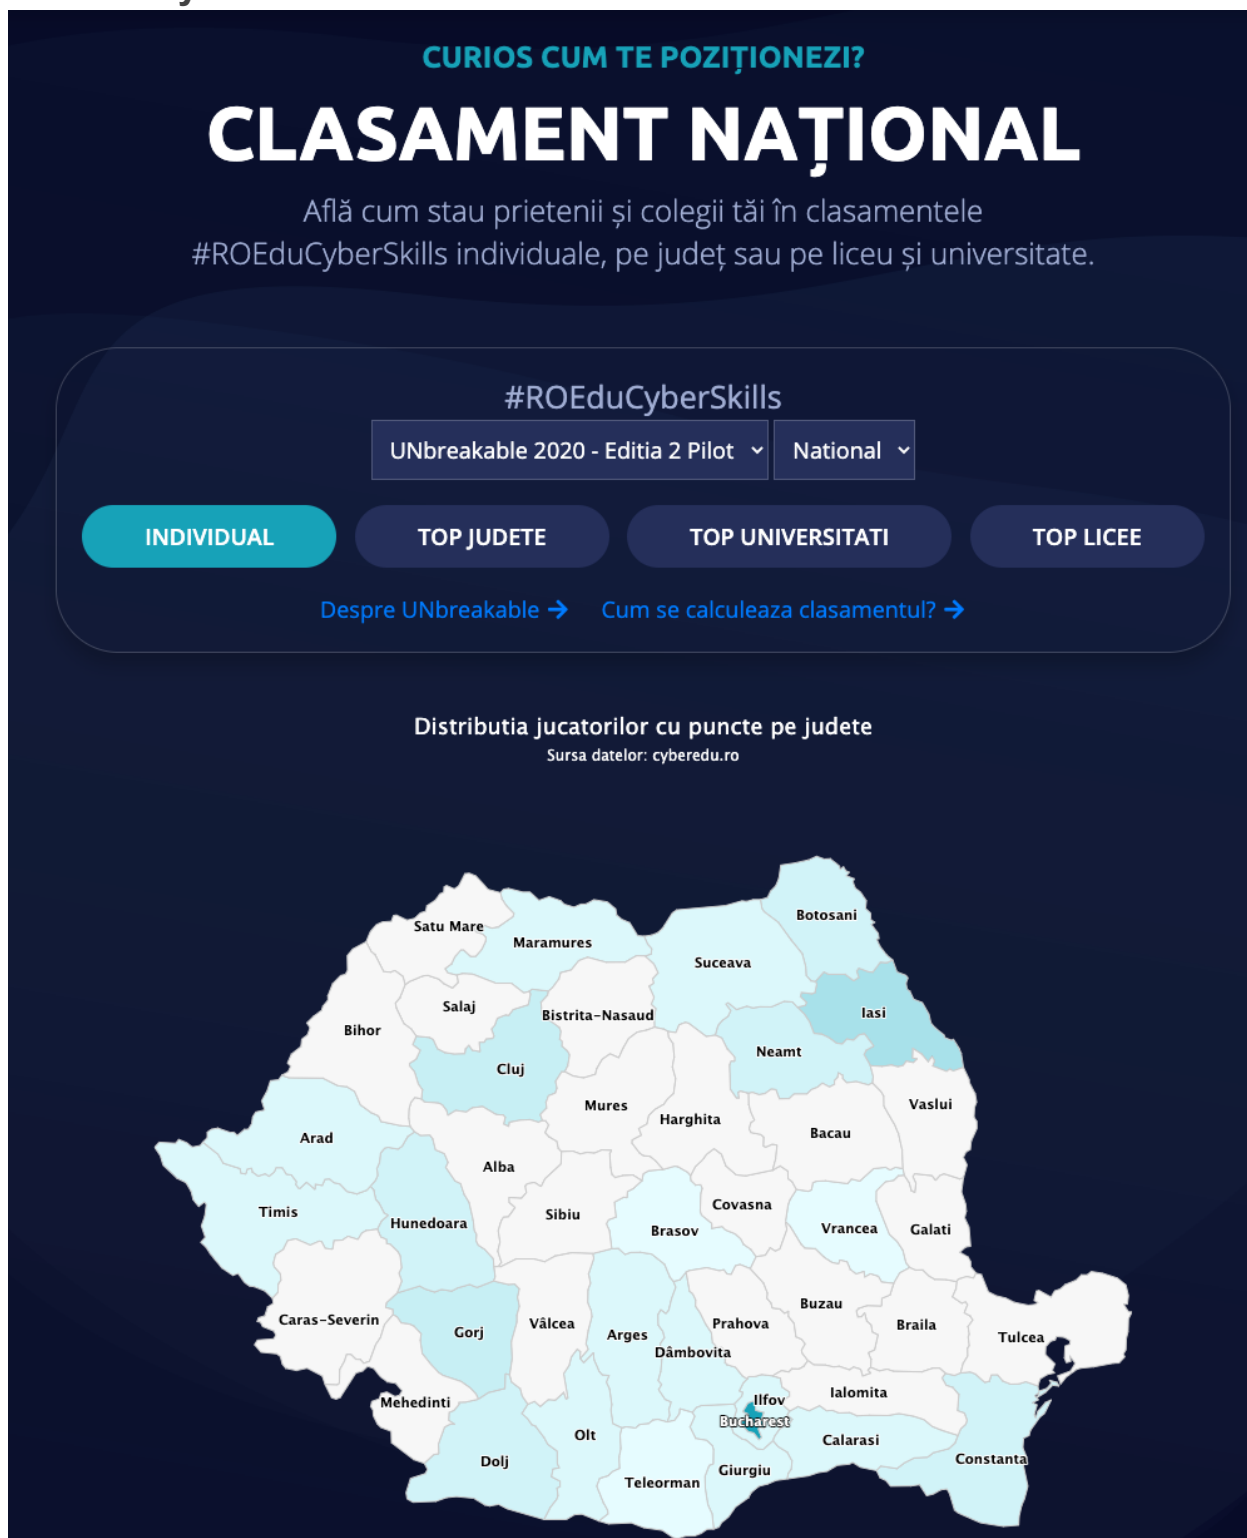 CURIOS CUM TE POZIȚIONEZI?
CLASAMENT NAȚIONAL
Află cum stau prietenii și colegii tăi în clasamentele
#ROEduCyberSkills individuale, pe județ sau pe liceu și universitate.
#ROEduCyberSkills
UNbreakable 2020 - Editia 2 Pilot National
INDIVIDUAL TOP JUDETE TOP UNIVERSITATI TOP LICEE
Despre UNbreakable → Cum se calculeaza clasamentul? →
Distributia jucatorilor cu puncte pe judete
Sursa datelor: cyberedu.ro
Botosani
Satu Mare
Maramures
Suceava
Salaj
Bistrita-Nasaud
Iasi
Bihor
Neamt
Cluj
Mures
Vaslui
Harghita
Bacau
Arad
Alba
Covasna
Timis
Sibiu
Hunedoara
Brasov
Vrancea
Galati
Buzau
Caras-Severin
Vâlcea
Prahova
Braila
Gorj
Arges
Tulcea
Dâmbovita
Ialomita
Mehedinti
Ilfov
Bucharest
Olt
Calarasi
Dolj
Constanta
Giurgiu
Teleorman